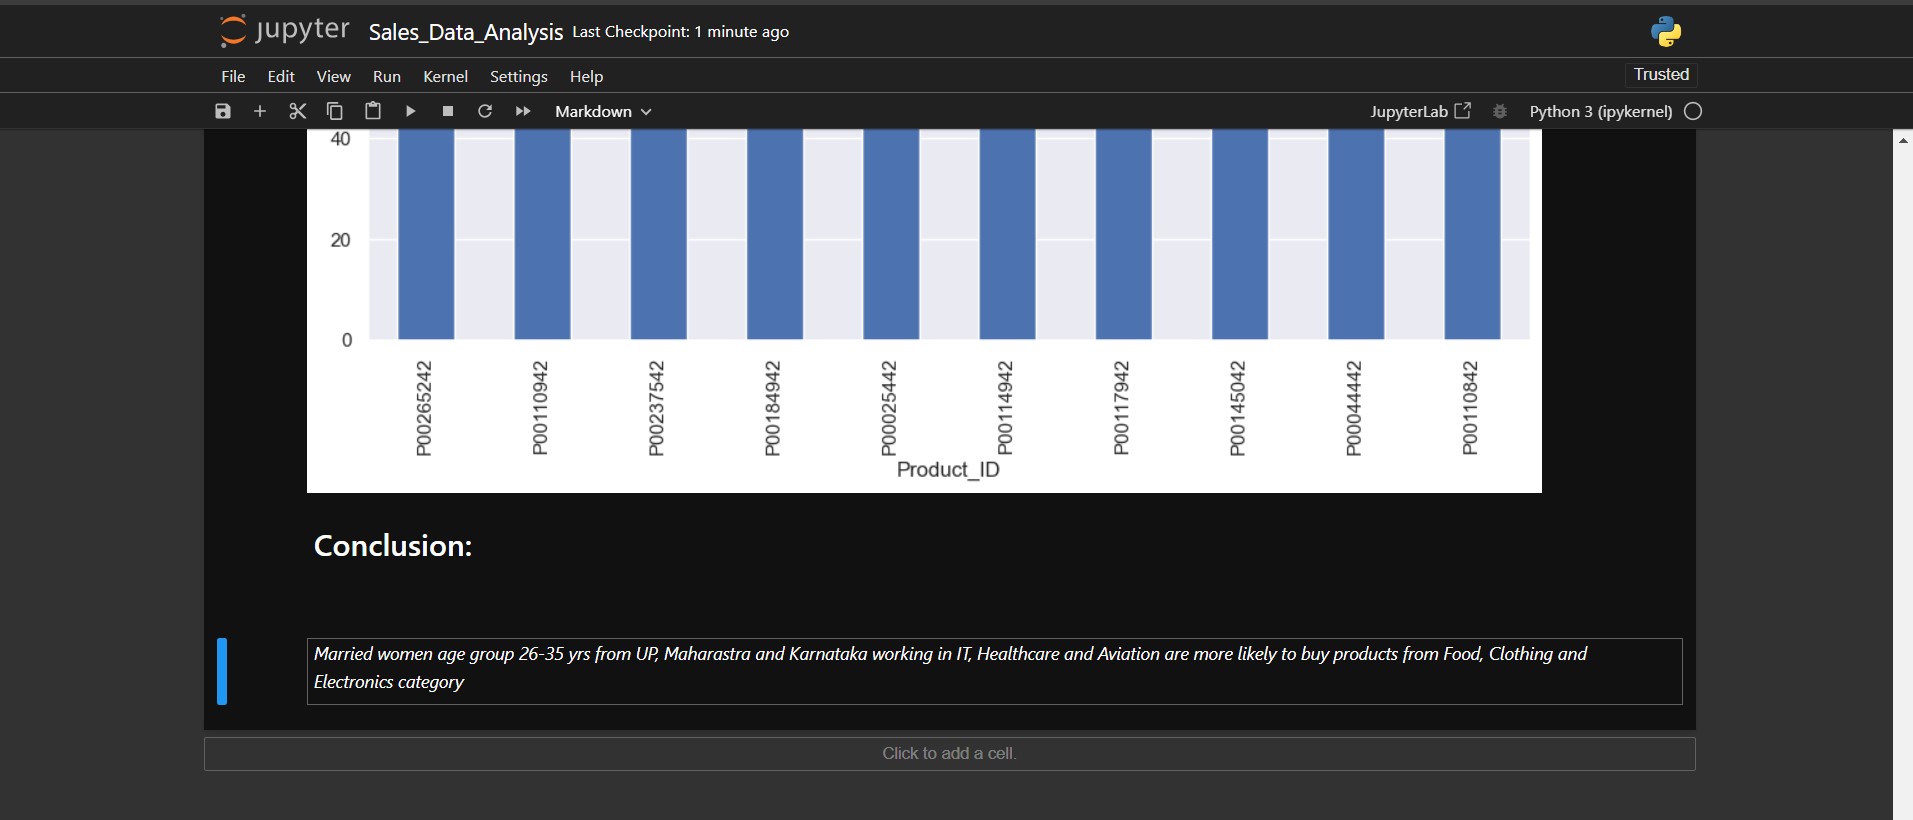 jupyter Sales_Data_Analysis Last Checkpoint: 1 minute ago
File Edit View Run Kernel Settings Help Trusted
Markdown JupyterLab Python 3 (ipykernel)
40
20
0
P00265242 P00110942 P00237542 P00184942 P00025442 P00114942 P00117942 P00145042 P00044442 P00110842
Product_ID
Conclusion:
Married women age group 26-35 yrs from UP, Maharastra and Karnataka working in IT, Healthcare and Aviation are more likely to buy products from Food, Clothing and
Electronics category
Click to add a cell.